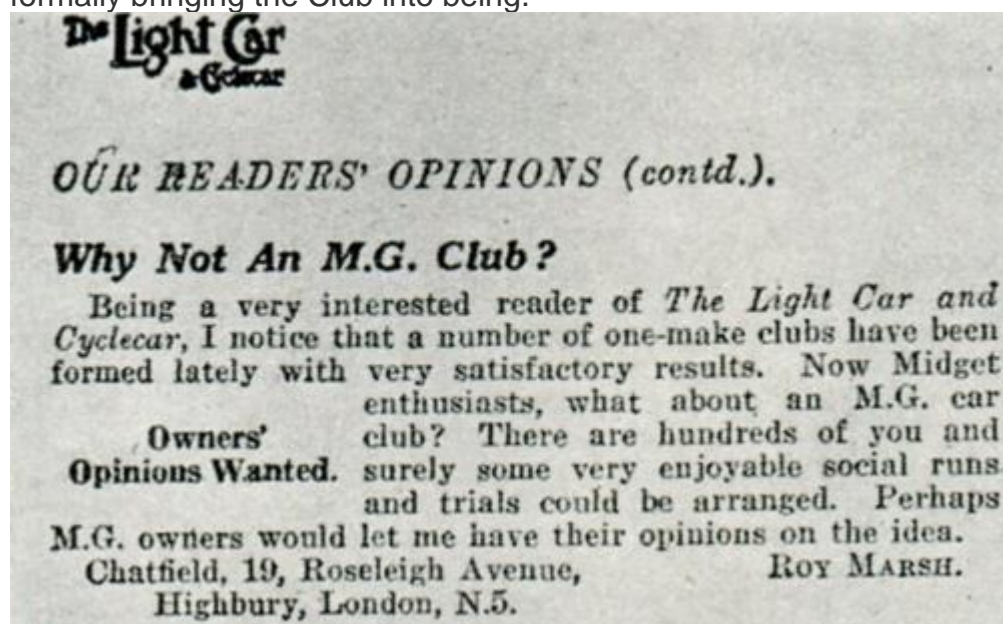 formally bringing the Club into being.
The Light Car
& Cyclecar
OUR READERS' OPINIONS (contd.).
Why Not An M.G. Club?
Being a very interested reader of The Light Car and
Cyclecar, I notice that a number of one-make clubs have been
formed lately with very satisfactory results. Now Midget
enthusiasts, what about an M.G. car
Owners' club? There are hundreds of you and
Opinions Wanted. surely some very enjoyable social runs
and trials could be arranged. Perhaps
M.G. owners would let me have their opinions on the idea.
Chatfield, 19, Roseleigh Avenue, ROY MARSH.
Highbury, London, N.5.